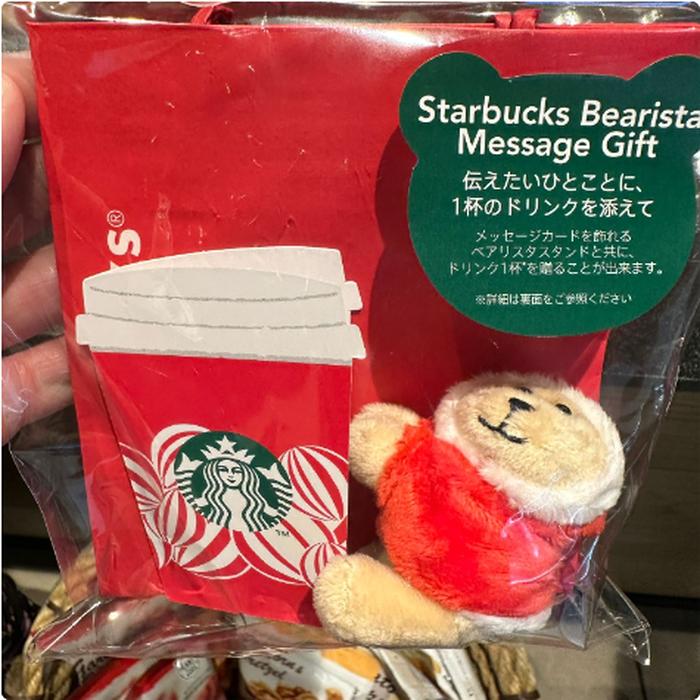 Starbucks Bearista
Message Gift
伝えたいひとことに、
1杯のドリンクを添えて
メッセージカードを飾れる
ベアリスタスタンドと共に、
ドリンク1杯*を贈ることが出来ます。
※詳細は裏面をご参照ください
S®
TM